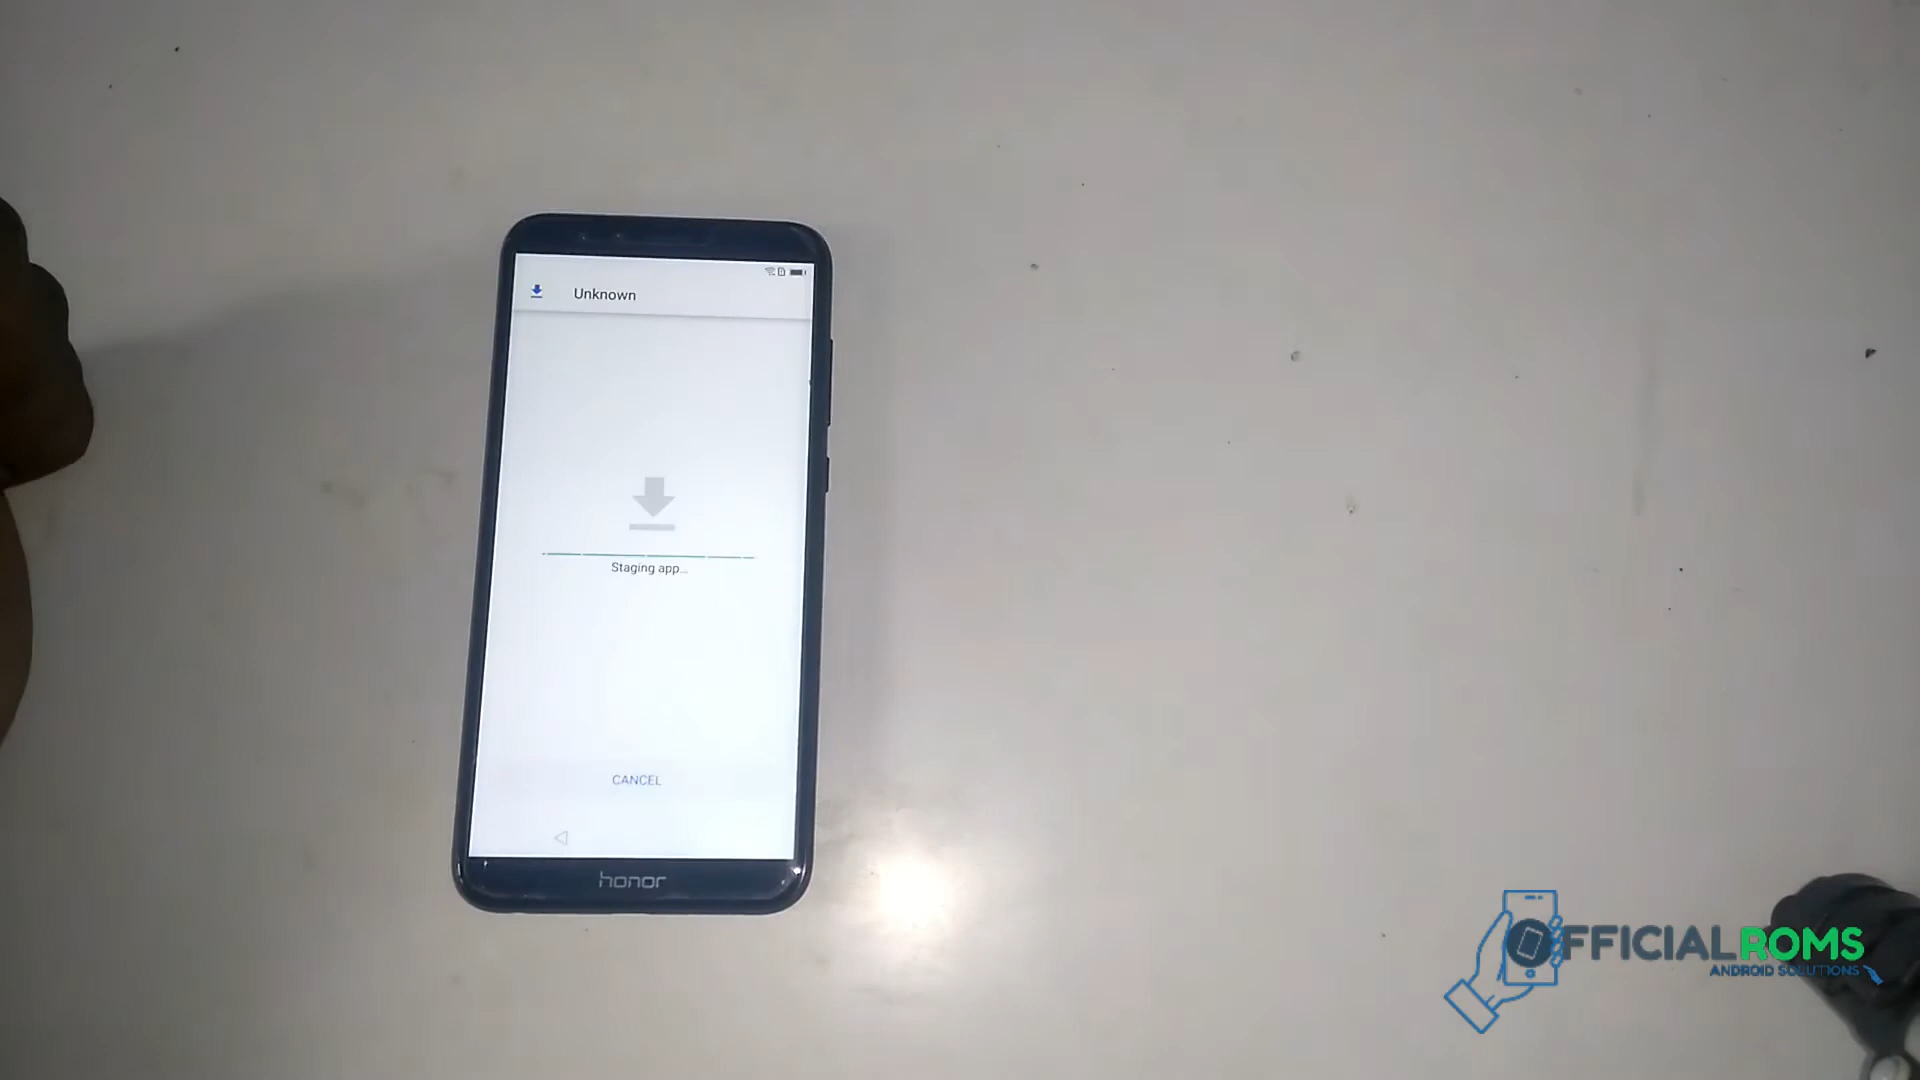 Unknown
Staging app...
CANCEL
honor
OFFICIALROMS
ANDROID SOLUTIONS